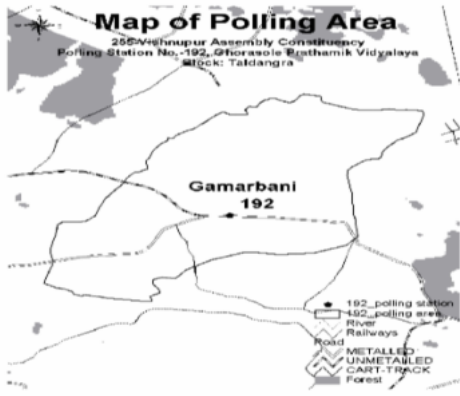 Map of Polling Area
255-Vishnupur Assembly Constituency
Polling Station No.-192, Ghorasole Prathamik Vidyalaya
Block: Taldangra
Gamarbani
192
192_polling station
192_polling area
River
Railways
Road
METALLED
UNMETALLED
CART-TRACK
Forest